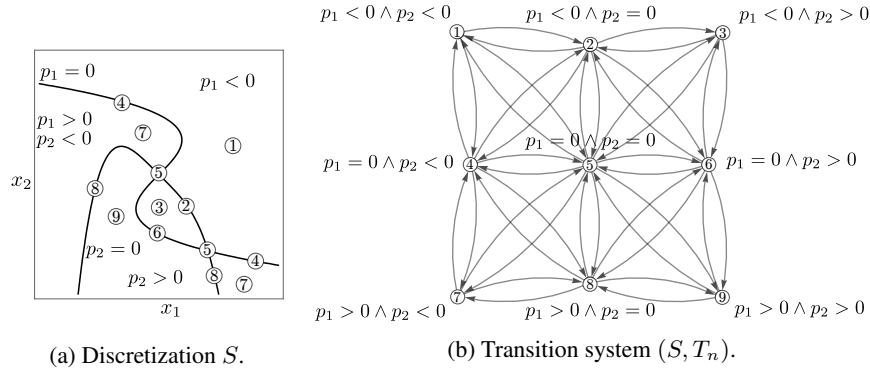 p₁ = 0
p₁ < 0
④
p₁ > 0
p₂ < 0
⑦
①
x₂
⑤
⑧
③
②
⑨
⑥
p₂ = 0
⑤
④
p₂ > 0
⑧
⑦
x₁
(a) Discretization S.
p₁ < 0 ∧ p₂ < 0
p₁ < 0 ∧ p₂ = 0
p₁ < 0 ∧ p₂ > 0
①
②
③
p₁ = 0 ∧ p₂ = 0
p₁ = 0 ∧ p₂ < 0
④
⑤
⑥
p₁ = 0 ∧ p₂ > 0
⑦
⑧
⑨
p₁ > 0 ∧ p₂ < 0
p₁ > 0 ∧ p₂ = 0
p₁ > 0 ∧ p₂ > 0
(b) Transition system (S, Tₙ).